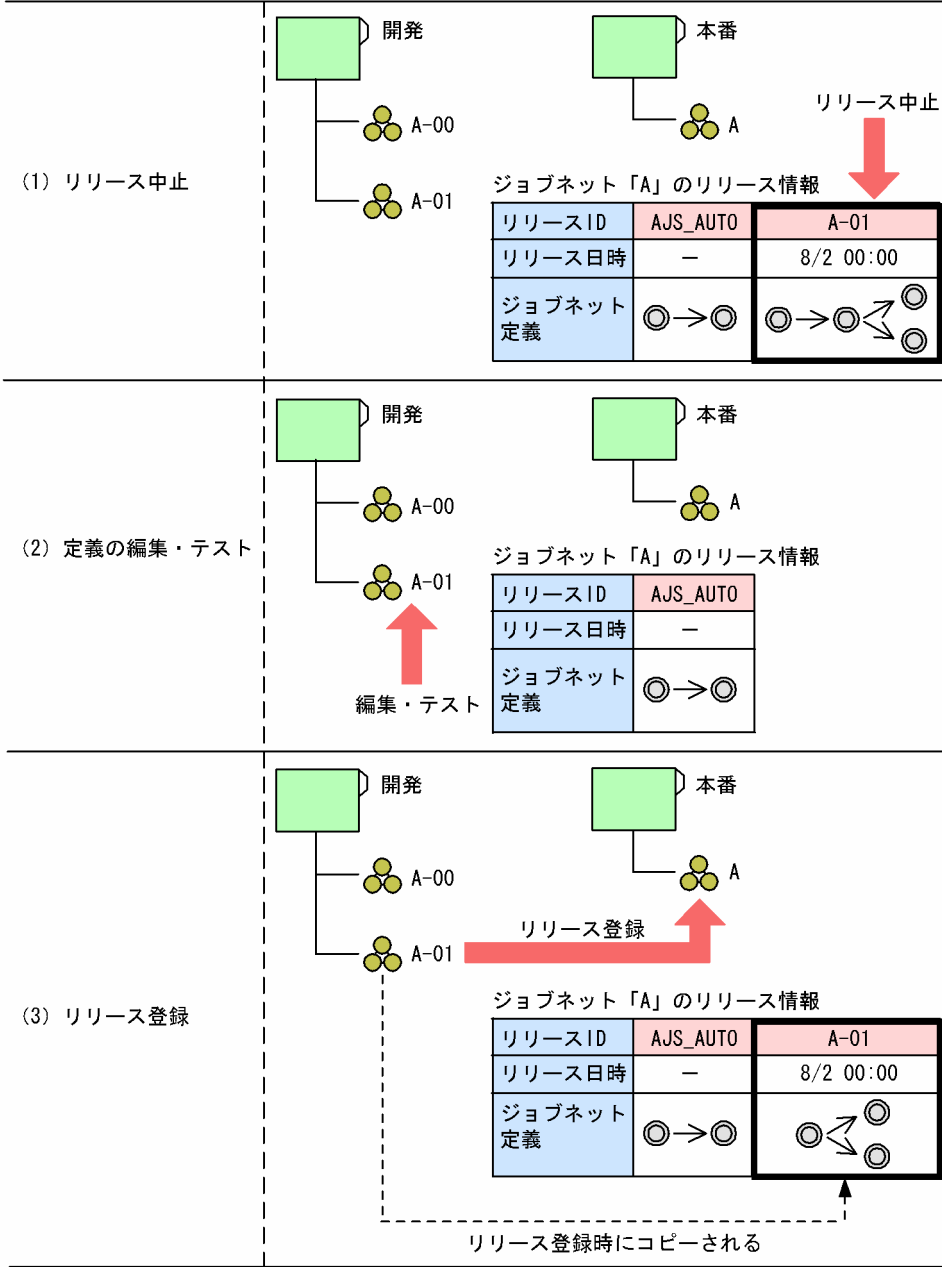 (1) リリース中止
開発
A-00
A-01
本番
A
リリース中止
ジョブネット「A」のリリース情報
リリースID AJS_AUTO A-01
リリース日時 － 8/2 00:00
ジョブネット
定義
(2) 定義の編集・テスト
開発
A-00
A-01
編集・テスト
本番
A
ジョブネット「A」のリリース情報
リリースID AJS_AUTO
リリース日時 －
ジョブネット
定義
(3) リリース登録
開発
A-00
A-01
リリース登録
本番
A
ジョブネット「A」のリリース情報
リリースID AJS_AUTO A-01
リリース日時 － 8/2 00:00
ジョブネット
定義
リリース登録時にコピーされる